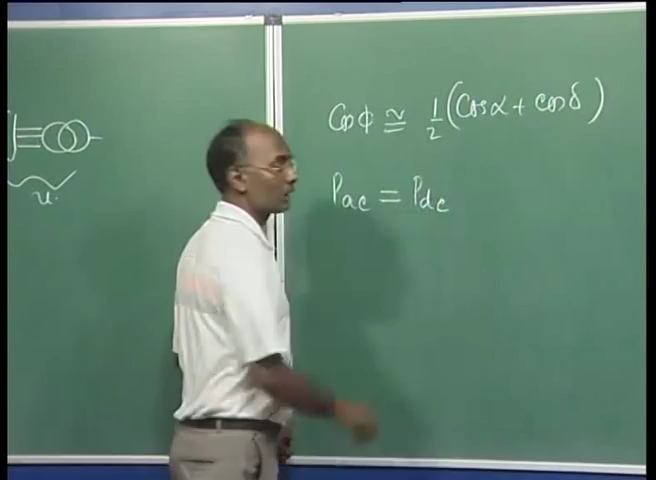 u.
Cosφ ≅ 1/2 (Cosα + cosδ)
Pac = Pdc